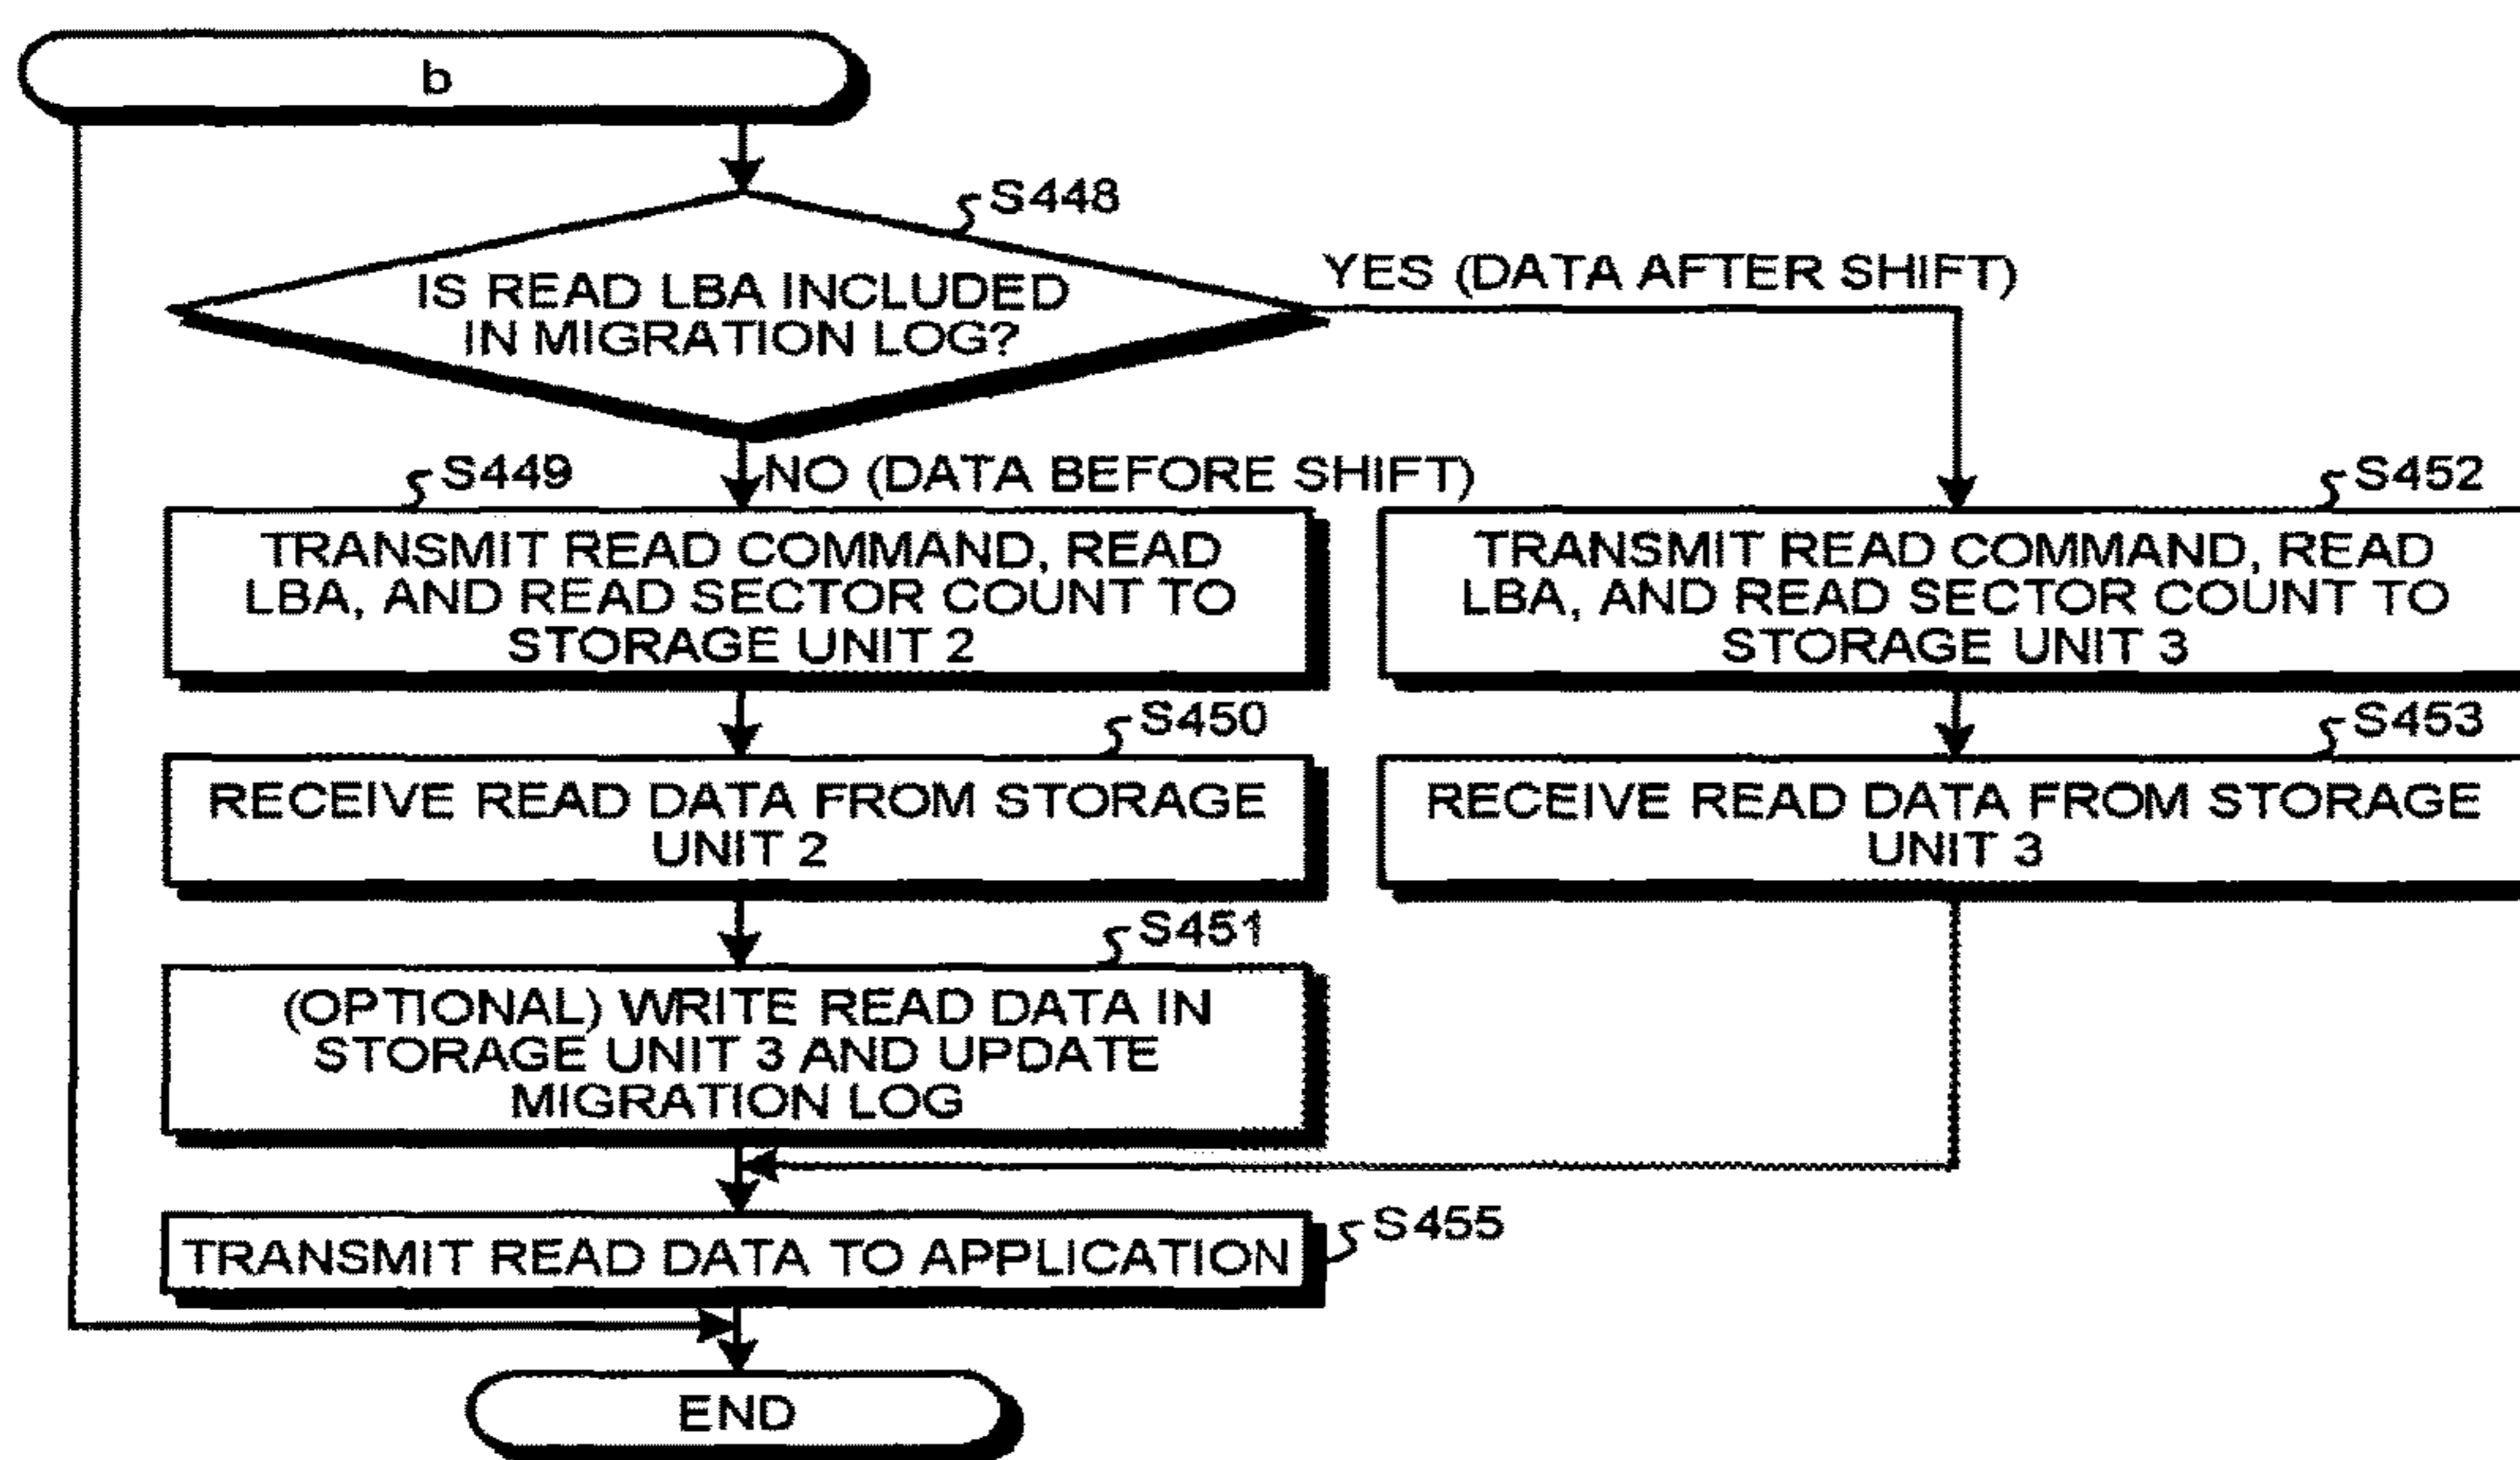 b
S448
IS READ LBA INCLUDED
IN MIGRATION LOG?
YES (DATA AFTER SHIFT)
NO (DATA BEFORE SHIFT)
S449
TRANSMIT READ COMMAND, READ
LBA, AND READ SECTOR COUNT TO
STORAGE UNIT 2
S452
TRANSMIT READ COMMAND, READ
LBA, AND READ SECTOR COUNT TO
STORAGE UNIT 3
S450
RECEIVE READ DATA FROM STORAGE
UNIT 2
S453
RECEIVE READ DATA FROM STORAGE
UNIT 3
S451
(OPTIONAL) WRITE READ DATA IN
STORAGE UNIT 3 AND UPDATE
MIGRATION LOG
S455
TRANSMIT READ DATA TO APPLICATION
END